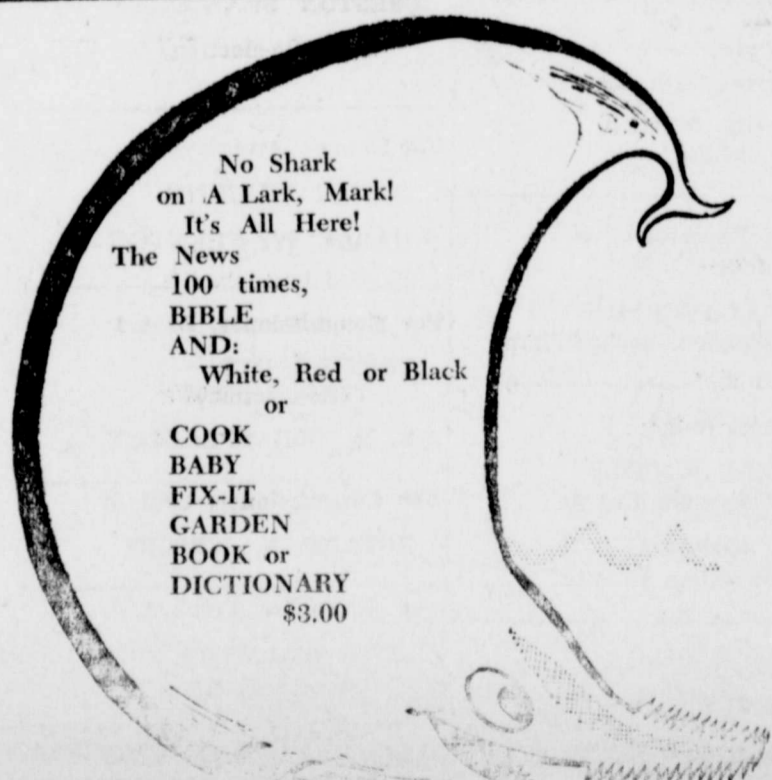 No Shark
on A Lark, Mark!
It's All Here!
The News
100 times,
BIBLE
AND:
White, Red or Black
or
COOK
BABY
FIX-IT
GARDEN
BOOK or
DICTIONARY
$3.00